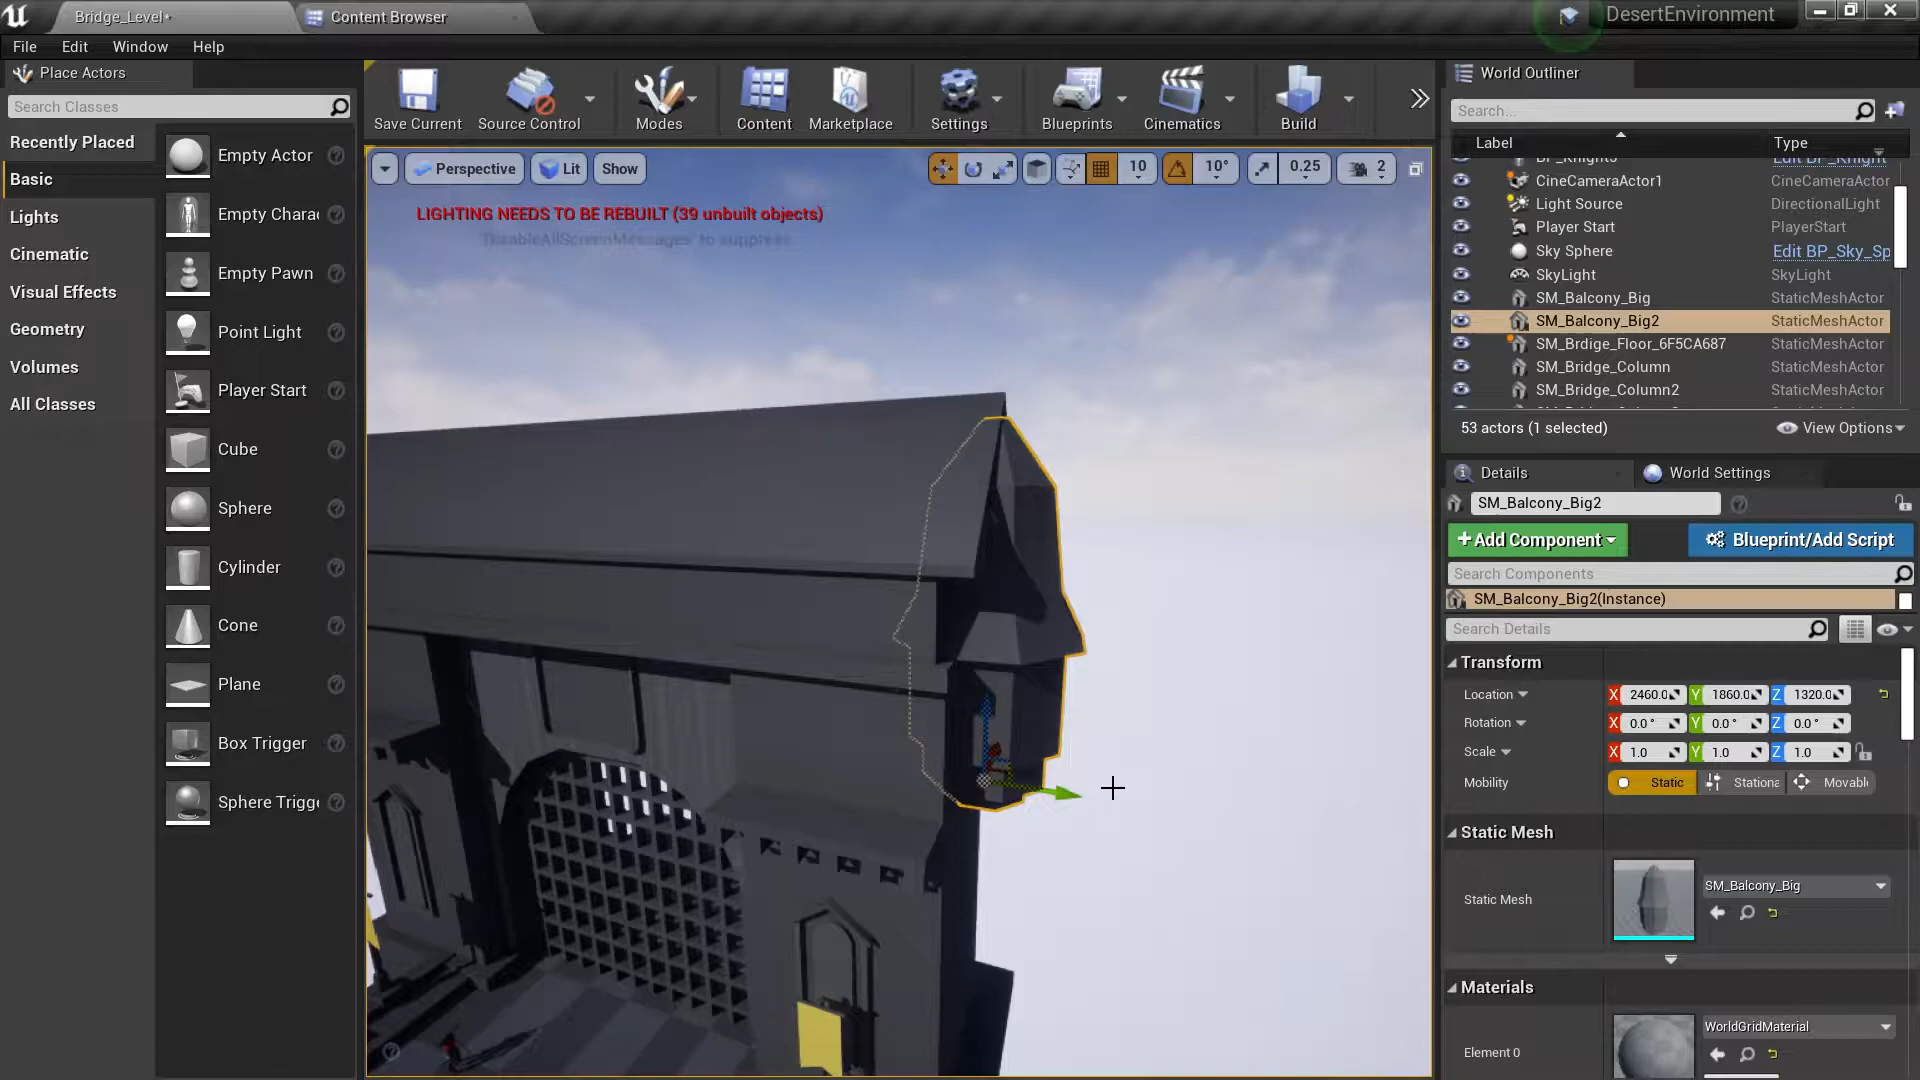 Bridge_Level*
Content Browser
DesertEnvironment
File Edit Window Help
Place Actors
Search Classes
Recently Placed
Basic
Lights
Cinematic
Visual Effects
Geometry
Volumes
All Classes
Empty Actor
Empty Chara
Empty Pawn
Point Light
Player Start
Cube
Sphere
Cylinder
Cone
Plane
Box Trigger
Sphere Trigge
Save Current
Source Control
Modes
Content
Marketplace
Settings
Blueprints
Cinematics
Build
Perspective
Lit
Show
10
10°
0.25
2
LIGHTING NEEDS TO BE REBUILT (39 unbuilt objects)
'DisableAllScreenMessages' to suppress
World Outliner
Search...
Label Type
BP_Knight3 Edit BP_Knight
CineCameraActor1 CineCameraActor
Light Source DirectionalLight
Player Start PlayerStart
Sky Sphere Edit BP_Sky_Sp
SkyLight SkyLight
SM_Balcony_Big StaticMeshActor
SM_Balcony_Big2 StaticMeshActor
SM_Brdige_Floor_6F5CA687 StaticMeshActor
SM_Bridge_Column StaticMeshActor
SM_Bridge_Column2 StaticMeshActor
53 actors (1 selected)
View Options
Details
World Settings
SM_Balcony_Big2
+Add Component
Blueprint/Add Script
Search Components
SM_Balcony_Big2(Instance)
Search Details
Transform
Location X 2460.0 Y 1860.0 Z 1320.0
Rotation X 0.0° Y 0.0° Z 0.0°
Scale X 1.0 Y 1.0 Z 1.0
Mobility Static Stationa Movabl
Static Mesh
Static Mesh
SM_Balcony_Big
Materials
Element 0
WorldGridMaterial